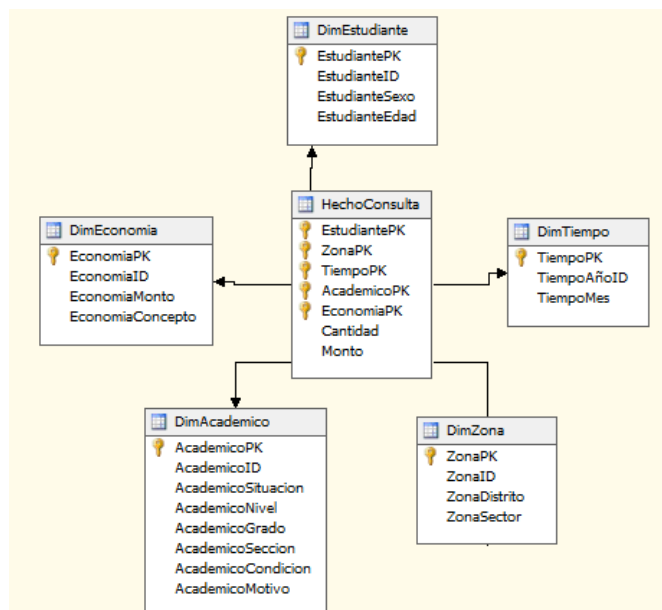 DimEstudiante
EstudiantePK
EstudianteID
EstudianteSexo
EstudianteEdad
HechoConsulta
EstudiantePK
ZonaPK
TiempoPK
AcademicoPK
EconomiaPK
Cantidad
Monto
DimEconomia
EconomiaPK
EconomiaID
EconomiaMonto
EconomiaConcepto
DimTiempo
TiempoPK
TiempoAñoID
TiempoMes
DimAcademico
AcademicoPK
AcademicoID
AcademicoSituacion
AcademicoNivel
AcademicoGrado
AcademicoSeccion
AcademicoCondicion
AcademicoMotivo
DimZona
ZonaPK
ZonaID
ZonaDistrito
ZonaSector